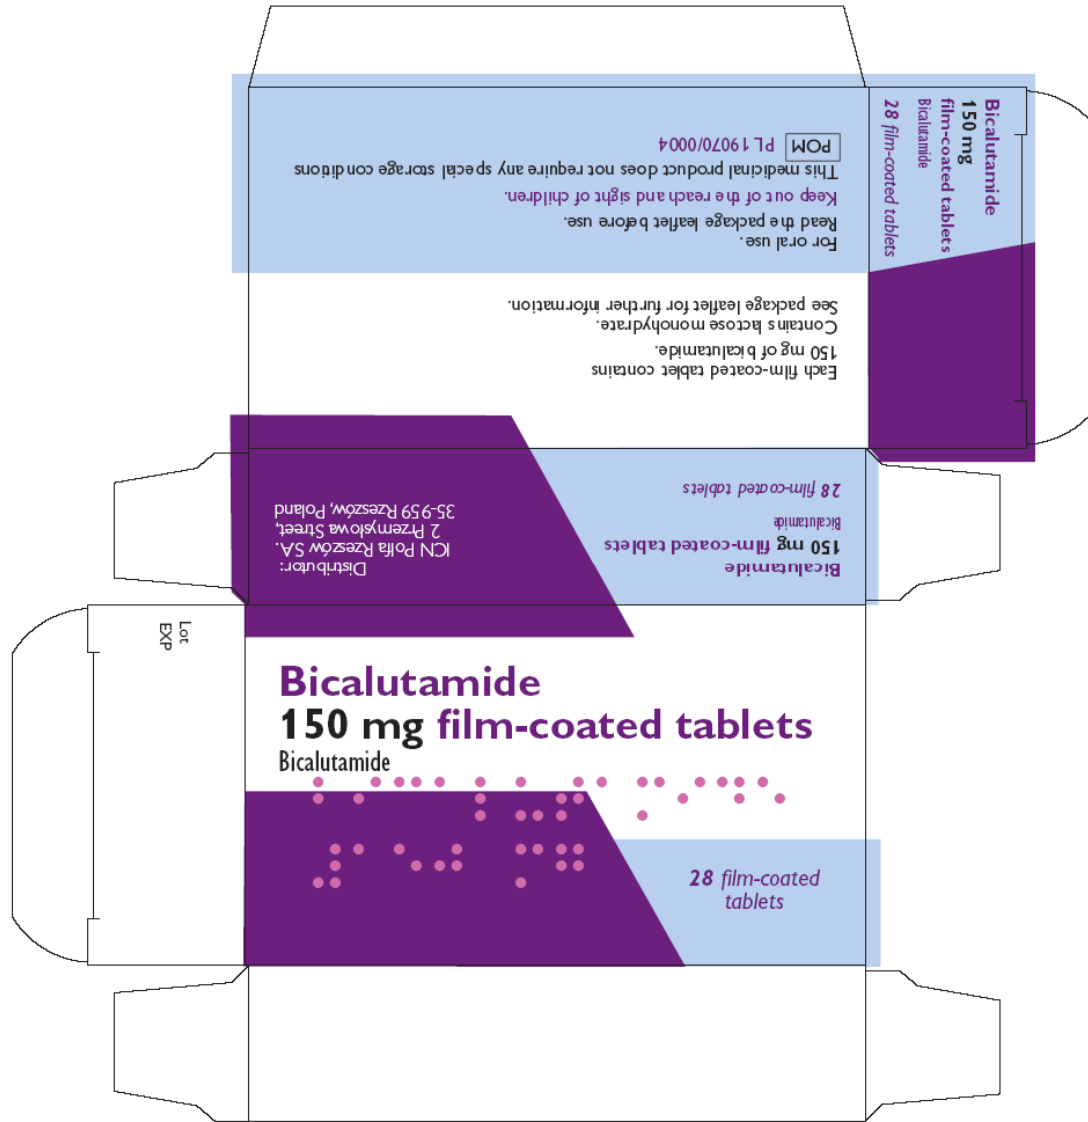 Bicalutamide
150 mg
film-coated tablets
Bicalutamide
28 film-coated tablets
Each film-coated tablet contains
150 mg of bicalutamide.
Contains lactose monohydrate.
See package leaflet for further information.
For oral use.
Read the package leaflet before use.
Keep out of the reach and sight of children.
This medicinal product does not require any special storage conditions
POM PL 19070/0004
Bicalutamide
150 mg film-coated tablets
Bicalutamide
28 film-coated tablets
Distributor:
ICN Polfa Rzeszów SA.
2 Przemysłowa Street,
35-959 Rzeszów, Poland
Lot
EXP
Bicalutamide
150 mg film-coated tablets
Bicalutamide
28 film-coated
tablets